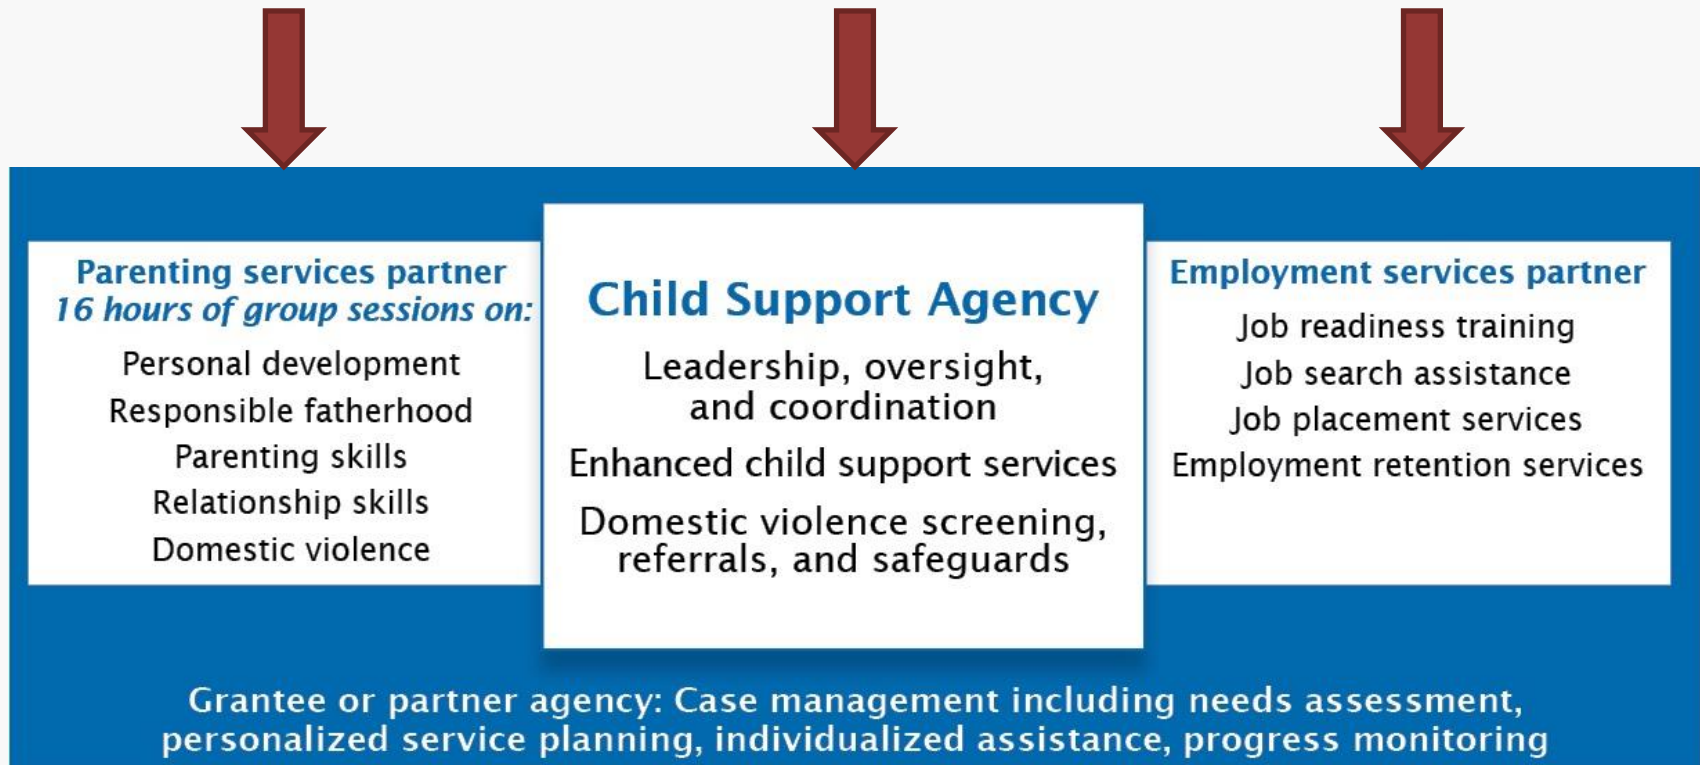 Parenting services partner
16 hours of group sessions on:
Personal development
Responsible fatherhood
Parenting skills
Relationship skills
Domestic violence
Child Support Agency
Leadership, oversight,
and coordination
Enhanced child support services
Domestic violence screening,
referrals, and safeguards
Employment services partner
Job readiness training
Job search assistance
Job placement services
Employment retention services
Grantee or partner agency: Case management including needs assessment,
personalized service planning, individualized assistance, progress monitoring